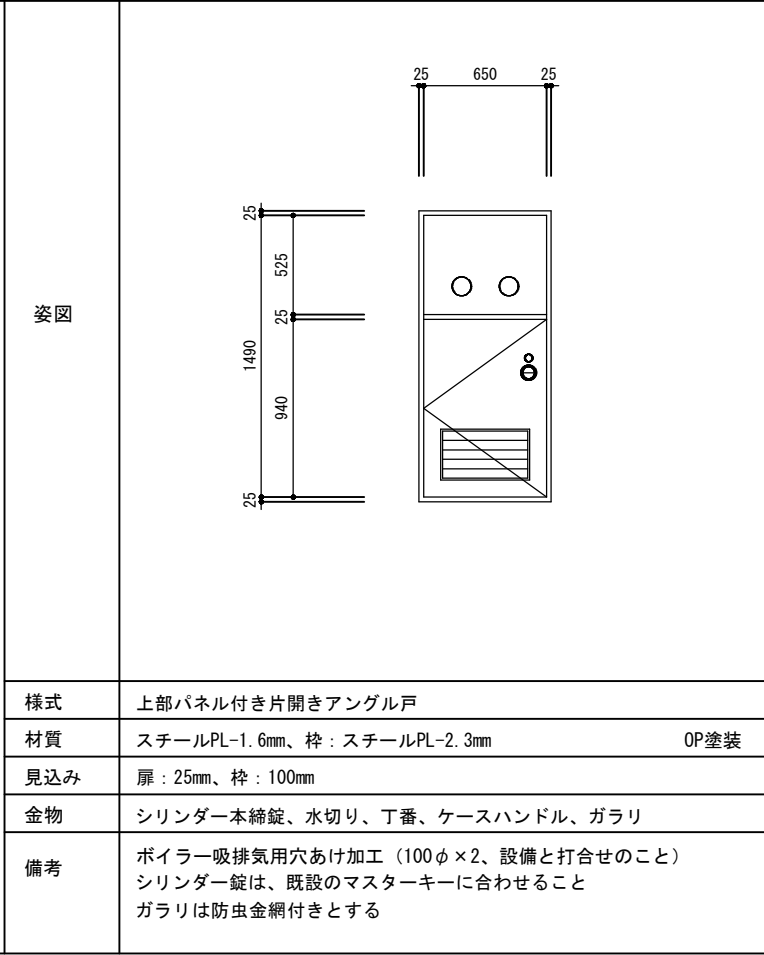 姿図
25 650 25
25
525
25
1490
940
25
様式 上部パネル付き片開きアングル戸
材質 スチールPL-1.6mm、枠：スチールPL-2.3mm OP塗装
見込み 扉：25mm、枠：100mm
金物 シリンダー本締錠、水切り、丁番、ケースハンドル、ガラリ
備考 ボイラー吸排気用穴あけ加工（100φ×2、設備と打合せのこと）
シリンダー錠は、既設のマスターキーに合わせること
ガラリは防虫金網付きとする